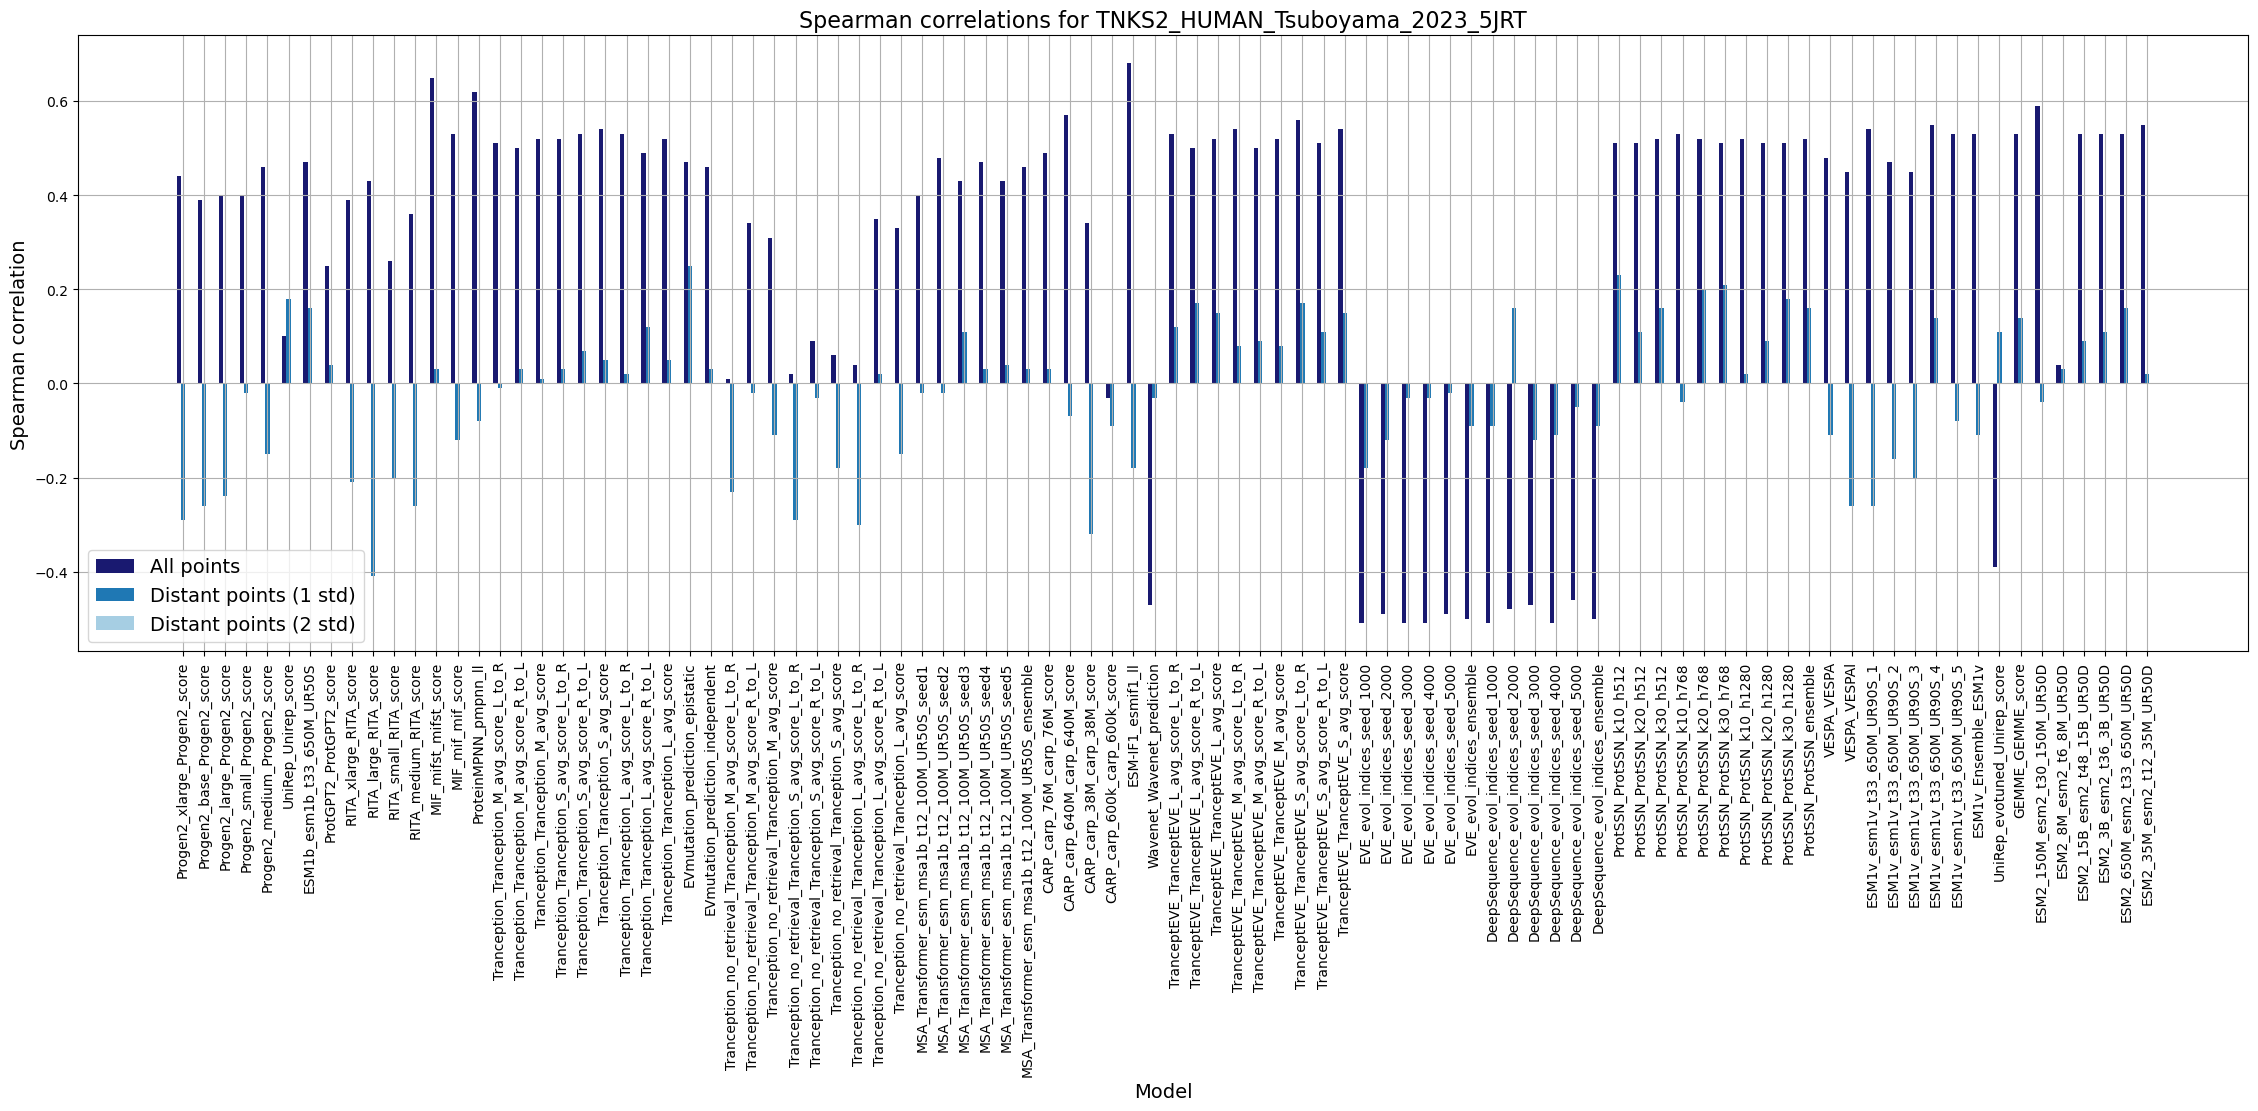 Spearman correlations for TNKS2_HUMAN_Tsuboyama_2023_5JRT
Spearman correlation
0.6
0.4
0.2
0.0
−0.2
−0.4
All points
Distant points (1 std)
Distant points (2 std)
Progen2_xlarge_Progen2_score
Progen2_base_Progen2_score
Progen2_large_Progen2_score
Progen2_small_Progen2_score
Progen2_medium_Progen2_score
UniRep_Unirep_score
ESM1b_esm1b_t33_650M_UR50S
ProtGPT2_ProtGPT2_score
RITA_xlarge_RITA_score
RITA_large_RITA_score
RITA_small_RITA_score
RITA_medium_RITA_score
MIF_mifst_mifst_score
MIF_mif_mif_score
ProteinMPNN_pmpnn_ll
Tranception_Tranception_M_avg_score_L_to_R
Tranception_Tranception_M_avg_score_R_to_L
Tranception_Tranception_M_avg_score
Tranception_Tranception_S_avg_score_L_to_R
Tranception_Tranception_S_avg_score_R_to_L
Tranception_Tranception_S_avg_score
Tranception_Tranception_L_avg_score_L_to_R
Tranception_Tranception_L_avg_score_R_to_L
Tranception_Tranception_L_avg_score
EVmutation_prediction_epistatic
EVmutation_prediction_independent
Tranception_no_retrieval_Tranception_M_avg_score_L_to_R
Tranception_no_retrieval_Tranception_M_avg_score_R_to_L
Tranception_no_retrieval_Tranception_M_avg_score
Tranception_no_retrieval_Tranception_S_avg_score_L_to_R
Tranception_no_retrieval_Tranception_S_avg_score_R_to_L
Tranception_no_retrieval_Tranception_S_avg_score
Tranception_no_retrieval_Tranception_L_avg_score_L_to_R
Tranception_no_retrieval_Tranception_L_avg_score_R_to_L
Tranception_no_retrieval_Tranception_L_avg_score
MSA_Transformer_esm_msa1b_t12_100M_UR50S_seed1
MSA_Transformer_esm_msa1b_t12_100M_UR50S_seed2
MSA_Transformer_esm_msa1b_t12_100M_UR50S_seed3
MSA_Transformer_esm_msa1b_t12_100M_UR50S_seed4
MSA_Transformer_esm_msa1b_t12_100M_UR50S_seed5
MSA_Transformer_esm_msa1b_t12_100M_UR50S_ensemble
CARP_76M_carp_76M_score
CARP_carp_640M_carp_640M_score
CARP_carp_38M_carp_38M_score
CARP_carp_600k_carp_600k_score
ESM-IF1_esmif1_ll
Wavenet_Wavenet_prediction
TranceptEVE_TranceptEVE_L_avg_score_L_to_R
TranceptEVE_TranceptEVE_L_avg_score_R_to_L
TranceptEVE_TranceptEVE_L_avg_score
TranceptEVE_TranceptEVE_M_avg_score_L_to_R
TranceptEVE_TranceptEVE_M_avg_score_R_to_L
TranceptEVE_TranceptEVE_M_avg_score
TranceptEVE_TranceptEVE_S_avg_score_L_to_R
TranceptEVE_TranceptEVE_S_avg_score_R_to_L
TranceptEVE_TranceptEVE_S_avg_score
EVE_evol_indices_seed_1000
EVE_evol_indices_seed_2000
EVE_evol_indices_seed_3000
EVE_evol_indices_seed_4000
EVE_evol_indices_seed_5000
EVE_evol_indices_ensemble
DeepSequence_evol_indices_seed_1000
DeepSequence_evol_indices_seed_2000
DeepSequence_evol_indices_seed_3000
DeepSequence_evol_indices_seed_4000
DeepSequence_evol_indices_seed_5000
DeepSequence_evol_indices_ensemble
ProtSSN_ProtSSN_k10_h512
ProtSSN_ProtSSN_k20_h512
ProtSSN_ProtSSN_k30_h512
ProtSSN_ProtSSN_k10_h768
ProtSSN_ProtSSN_k20_h768
ProtSSN_ProtSSN_k30_h768
ProtSSN_ProtSSN_k10_h1280
ProtSSN_ProtSSN_k20_h1280
ProtSSN_ProtSSN_k30_h1280
ProtSSN_ProtSSN_ensemble
VESPA_VESPA
VESPA_VESPAl
ESM1v_esm1v_t33_650M_UR90S_1
ESM1v_esm1v_t33_650M_UR90S_2
ESM1v_esm1v_t33_650M_UR90S_3
ESM1v_esm1v_t33_650M_UR90S_4
ESM1v_esm1v_t33_650M_UR90S_5
ESM1v_Ensemble_ESM1v
UniRep_evotuned_Unirep_score
GEMME_GEMME_score
ESM2_150M_esm2_t30_150M_UR50D
ESM2_8M_esm2_t6_8M_UR50D
ESM2_15B_esm2_t48_15B_UR50D
ESM2_3B_esm2_t36_3B_UR50D
ESM2_650M_esm2_t33_650M_UR50D
ESM2_35M_esm2_t12_35M_UR50D
Model